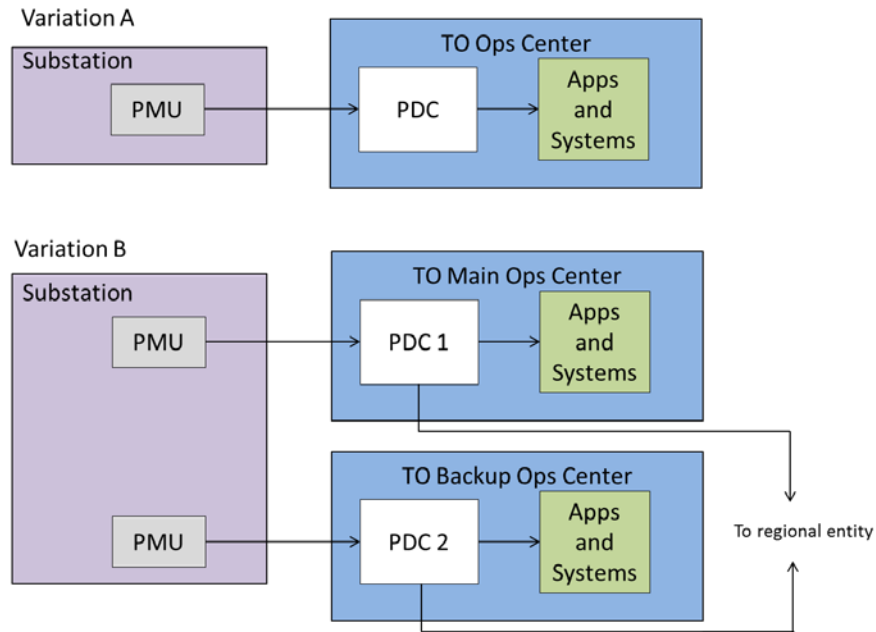 Variation A
Substation
PMU
TO Ops Center
PDC
Apps
and
Systems
Variation B
Substation
PMU
TO Main Ops Center
PDC 1
Apps
and
Systems
PMU
TO Backup Ops Center
PDC 2
Apps
and
Systems
To regional entity